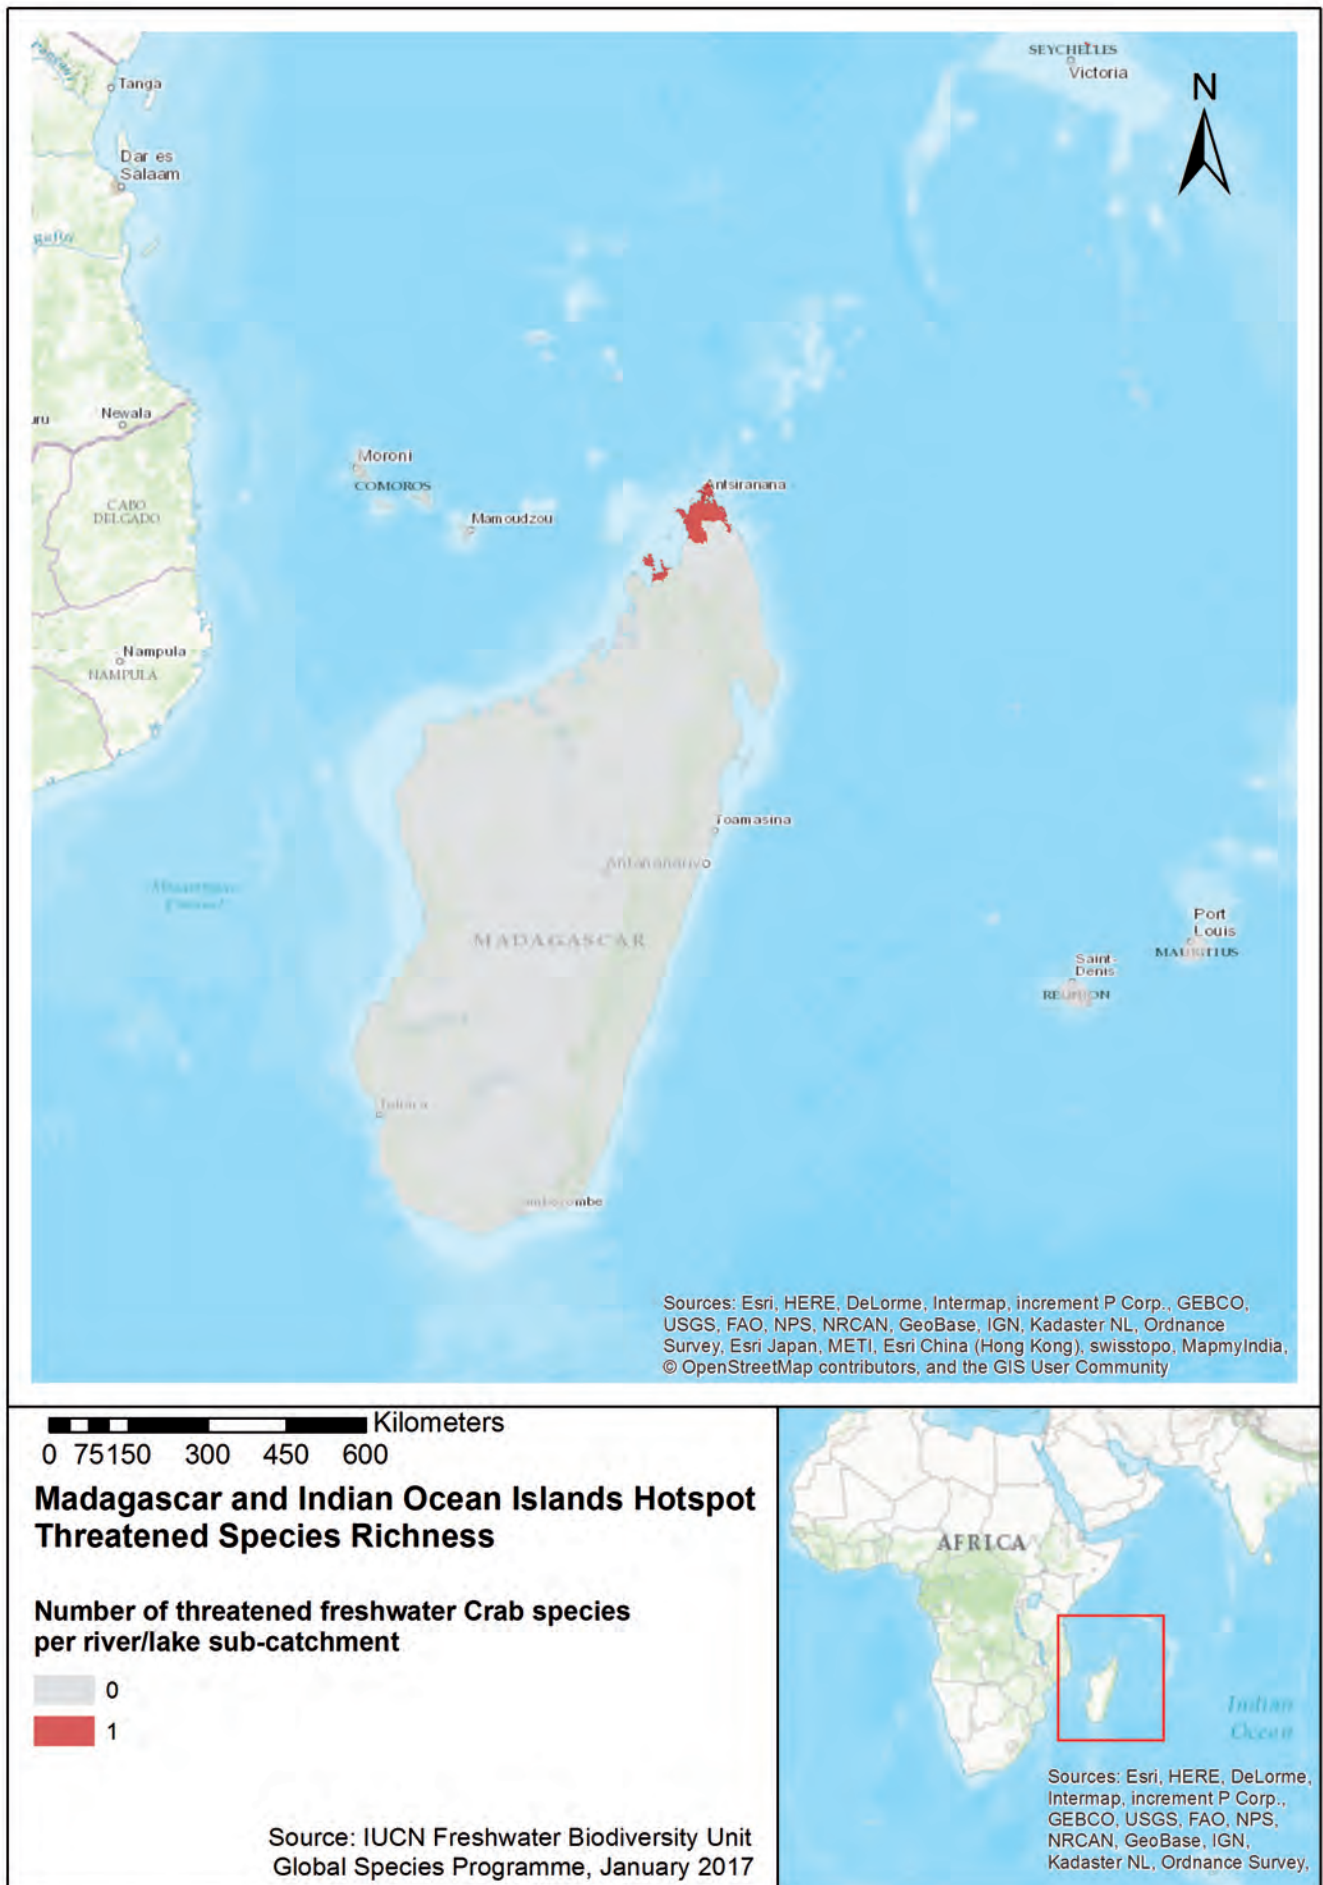 SEYCHELLES
Victoria
N
Tanga
Dar es
Salaam
Newala
CABO
DELGADO
Moroni
COMOROS
Mamoudzou
Antsiranana
Nampula
NAMPULA
Toamasina
Antananarivo
MADAGASCAR
Port
Louis
MAURITIUS
Saint-
Denis
REUNION
Sources: Esri, HERE, DeLorme, Intermap, increment P Corp., GEBCO,
USGS, FAO, NPS, NRCAN, GeoBase, IGN, Kadaster NL, Ordnance
Survey, Esri Japan, METI, Esri China (Hong Kong), swisstopo, MapmyIndia,
© OpenStreetMap contributors, and the GIS User Community
Kilometers
0 75 150 300 450 600
Madagascar and Indian Ocean Islands Hotspot
Threatened Species Richness
Number of threatened freshwater Crab species
per river/lake sub-catchment
0
1
Source: IUCN Freshwater Biodiversity Unit
Global Species Programme, January 2017
AFRICA
Indian
Ocean
Sources: Esri, HERE, DeLorme,
Intermap, increment P Corp.,
GEBCO, USGS, FAO, NPS,
NRCAN, GeoBase, IGN,
Kadaster NL, Ordnance Survey,